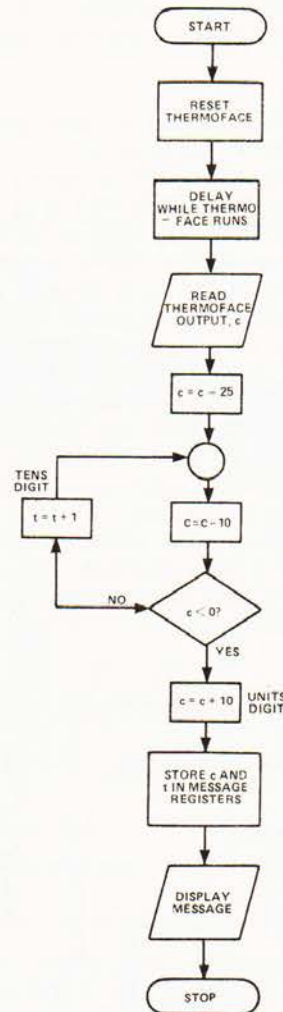 START
RESET
THERMOFACE
DELAY
WHILE THERMO
– FACE RUNS
READ
THERMOFACE
OUTPUT, c
c = c – 25
TENS
DIGIT
t = t + 1
C = c – 10
NO
c < 0?
YES
c = c + 10
UNITS
DIGIT
STORE c AND
t IN MESSAGE
REGISTERS
DISPLAY
MESSAGE
STOP